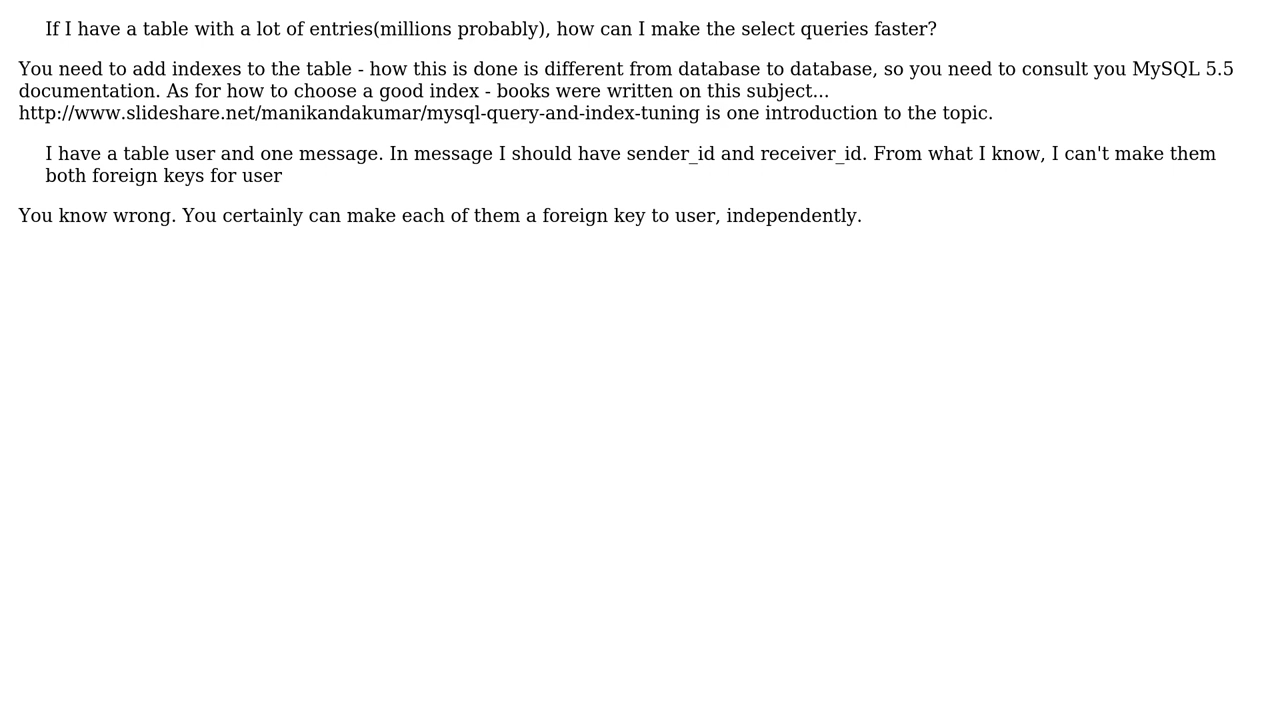 If I have a table with a lot of entries(millions probably), how can I make the select queries faster?
You need to add indexes to the table - how this is done is different from database to database, so you need to consult you MySQL 5.5
documentation. As for how to choose a good index - books were written on this subject...
http://www.slideshare.net/manikandakumar/mysql-query-and-index-tuning is one introduction to the topic.
I have a table user and one message. In message I should have sender_id and receiver_id. From what I know, I can't make them
both foreign keys for user
You know wrong. You certainly can make each of them a foreign key to user, independently.